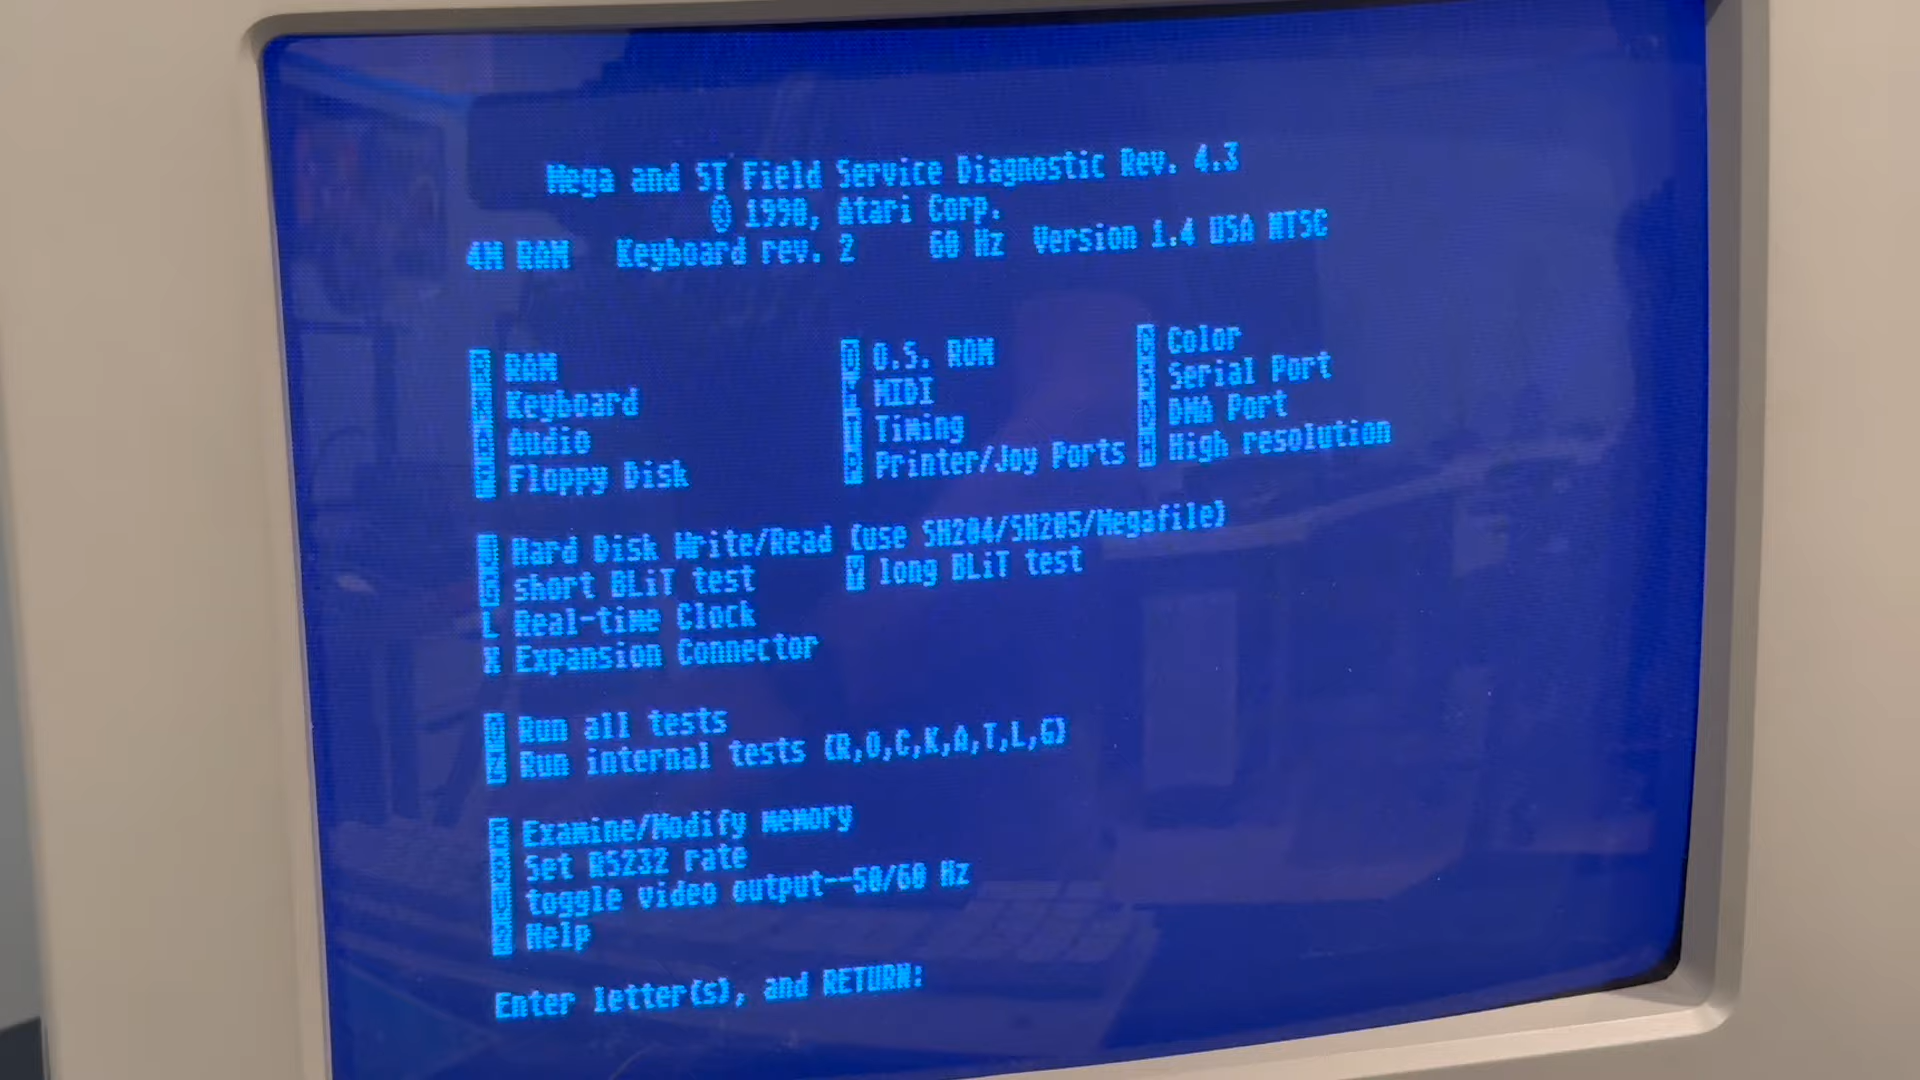 Mega and ST Field Service Diagnostic Rev. 4.3
© 1990, Atari Corp.
4M RAM Keyboard rev. 2 60 Hz Version 1.4 USA NTSC
R RAM O O.S. ROM C Color
K Keyboard MIDI S Serial Port
A Audio T Timing D DMA Port
F Floppy Disk P Printer/Joy Ports H High resolution
Hard Disk Write/Read (use SH204/SH205/Megafile)
G short BLiT test long BLiT test
L Real-time Clock
X Expansion Connector
Q Run all tests
Z Run internal tests (R,O,C,K,A,T,L,G)
Examine/Modify memory
Set RS232 rate
toggle video output--50/60 Hz
? Help
Enter letter(s), and RETURN: